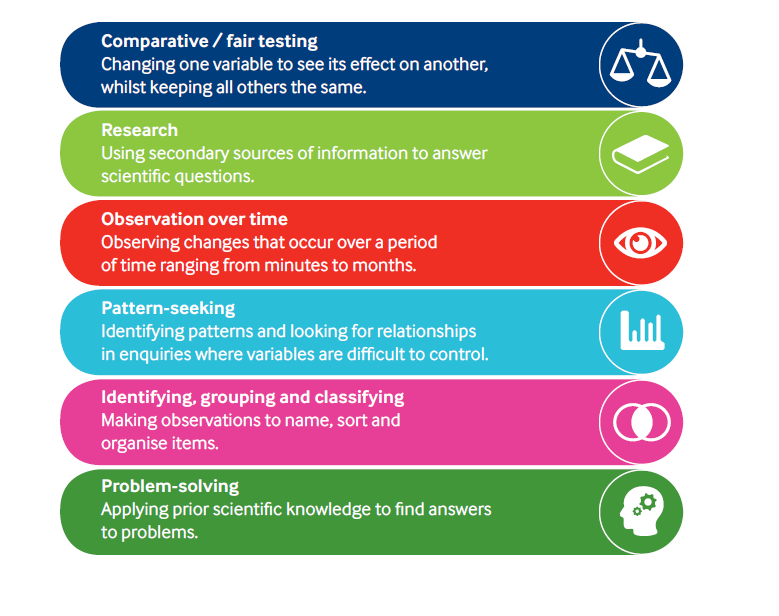 Comparative / fair testing
Changing one variable to see its effect on another,
whilst keeping all others the same.
Research
Using secondary sources of information to answer
scientific questions.
Observation over time
Observing changes that occur over a period
of time ranging from minutes to months.
Pattern-seeking
Identifying patterns and looking for relationships
in enquiries where variables are difficult to control.
Identifying, grouping and classifying
Making observations to name, sort and
organise items.
Problem-solving
Applying prior scientific knowledge to find answers
to problems.